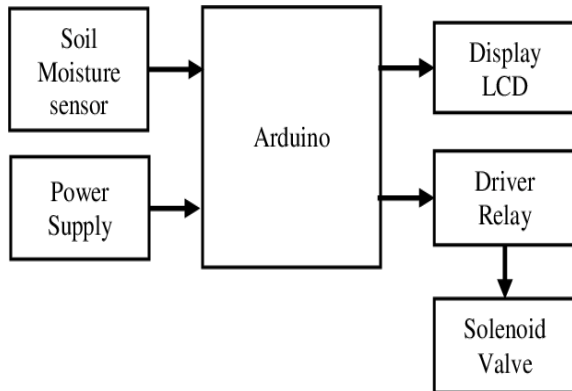 Soil
Moisture
sensor
Power
Supply
Arduino
Display
LCD
Driver
Relay
Solenoid
Valve